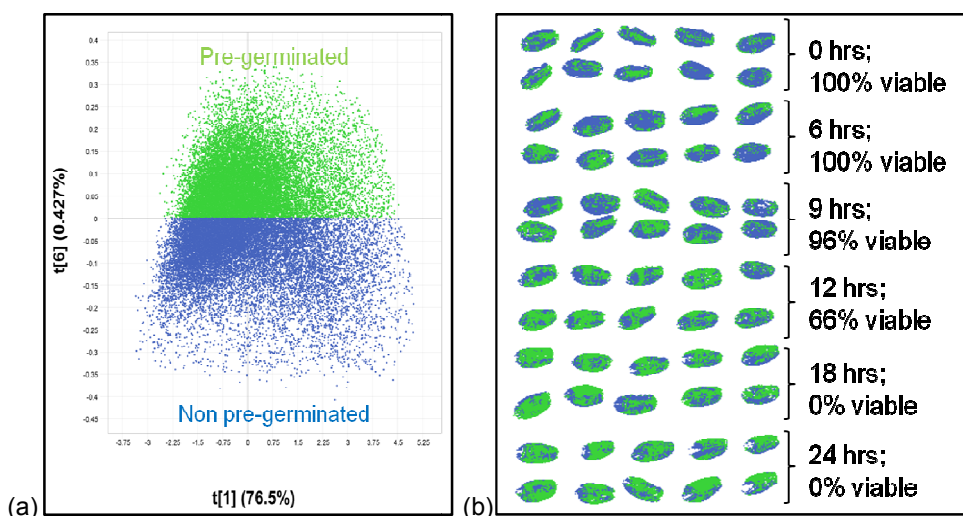 Pre-germinated
0.4
0.35
0.3
0.25
0.2
0.15
0.1
0.05
0
-0.05
-0.1
-0.15
-0.2
-0.25
-0.3
-0.35
-0.4
-0.45
t[6] (0.427%)
Non pre-germinated
-3.75 -3 -2.25 -1.5 -0.75 0 0.75 1.5 2.25 3 3.75 4.5 5.25
t[1] (76.5%)
(a)
0 hrs;
100% viable
6 hrs;
100% viable
9 hrs;
96% viable
12 hrs;
66% viable
18 hrs;
0% viable
24 hrs;
0% viable
(b)